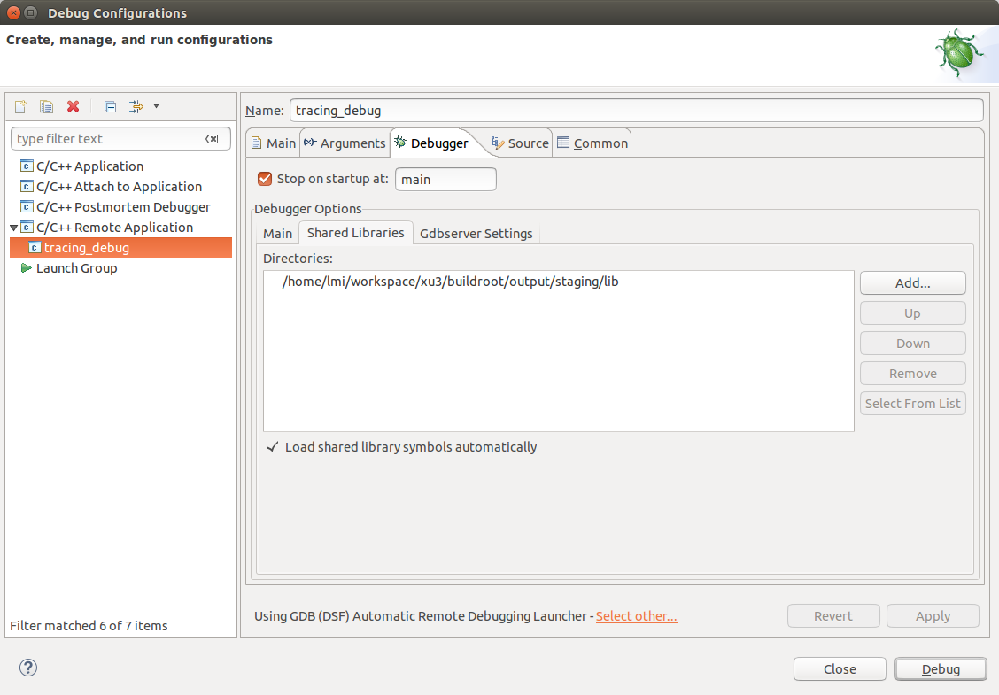 Debug Configurations
Create, manage, and run configurations
type filter text
C/C++ Application
C/C++ Attach to Application
C/C++ Postmortem Debugger
C/C++ Remote Application
tracing_debug
Launch Group
Filter matched 6 of 7 items
Name: tracing_debug
Main (x)= Arguments Debugger Source Common
Stop on startup at: main
Debugger Options
Main Shared Libraries Gdbserver Settings
Directories:
/home/lmi/workspace/xu3/buildroot/output/staging/lib
Add...
Up
Down
Remove
Select From List
Load shared library symbols automatically
Using GDB (DSF) Automatic Remote Debugging Launcher - Select other...
Revert Apply
Close Debug